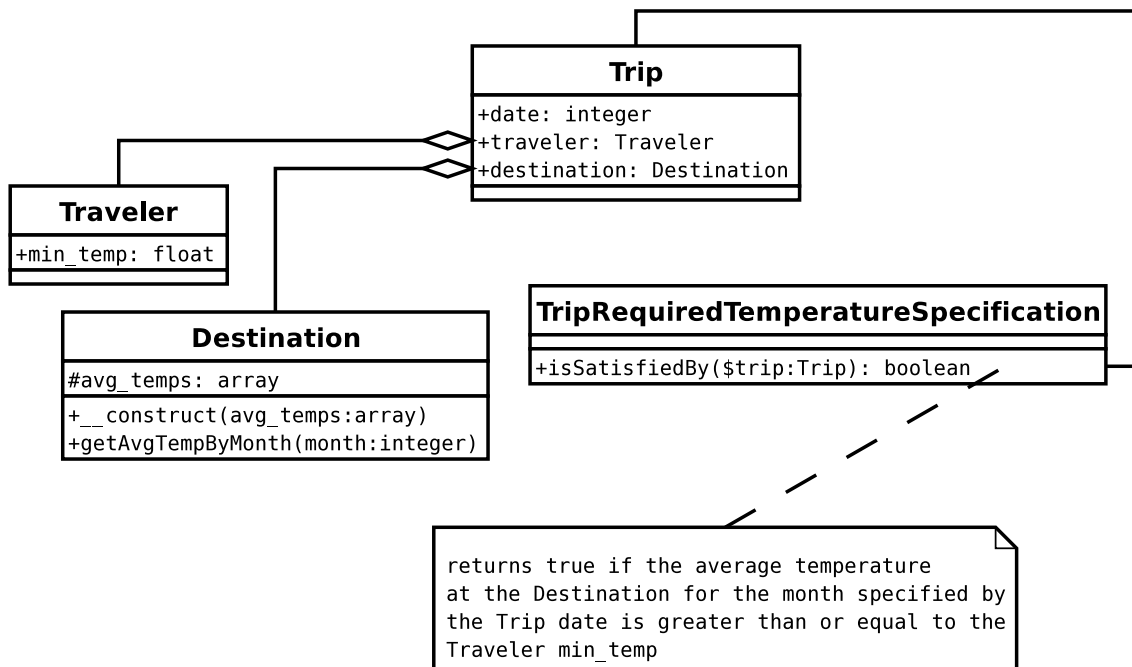 Trip
+date: integer
+traveler: Traveler
+destination: Destination
Traveler
+min_temp: float
Destination
#avg_temps: array
+__construct(avg_temps:array)
+getAvgTempByMonth(month:integer)
TripRequiredTemperatureSpecification
+isSatisfiedBy($trip:Trip): boolean
returns true if the average temperature
at the Destination for the month specified by
the Trip date is greater than or equal to the
Traveler min_temp